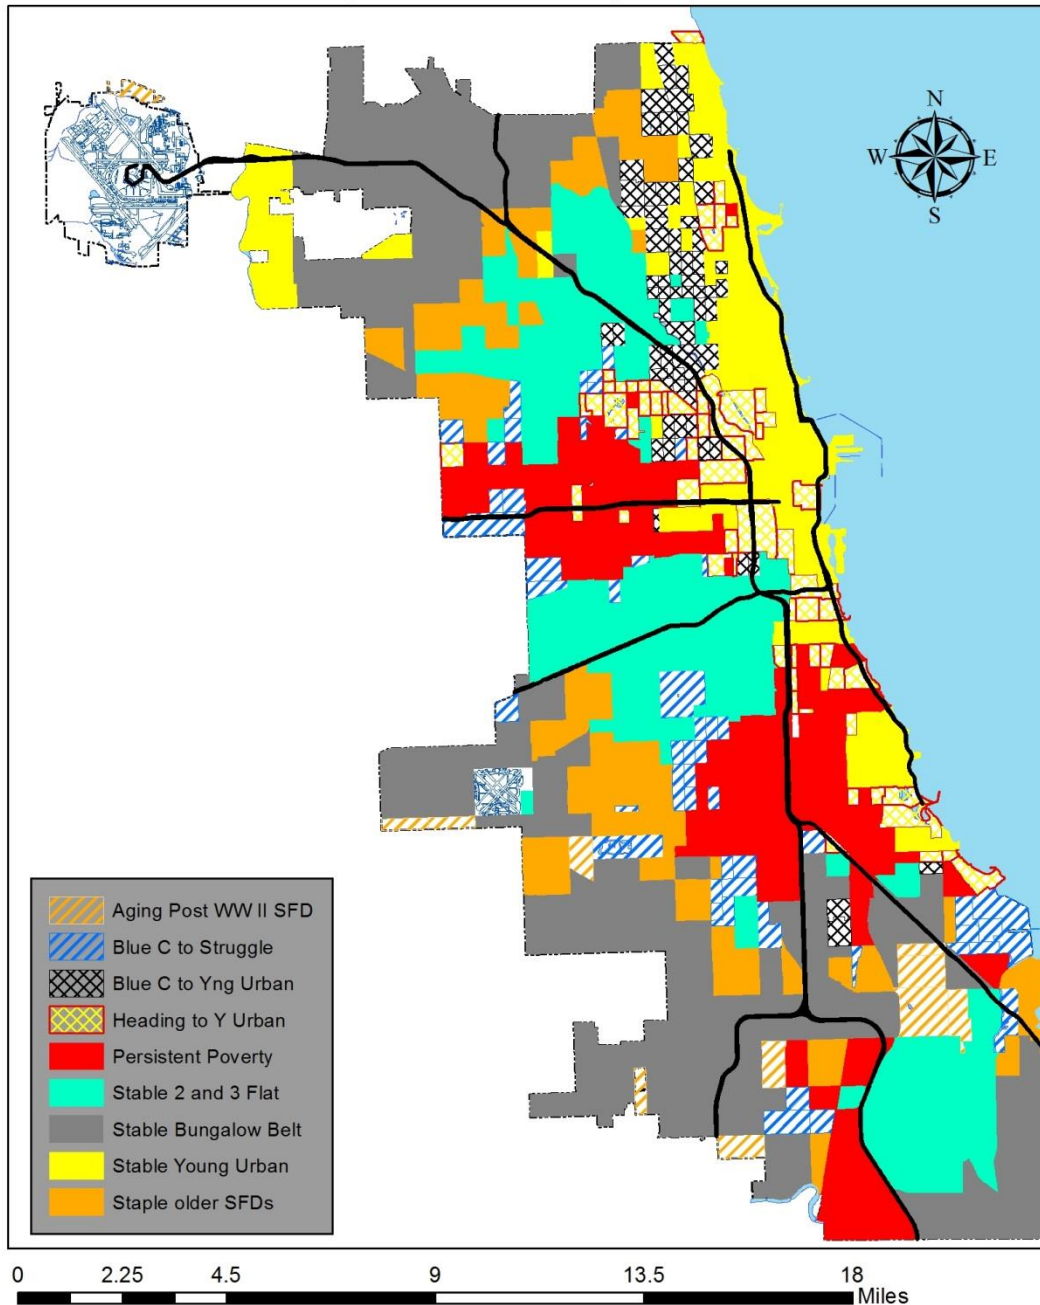 N
W E
S
Aging Post WW II SFD
Blue C to Struggle
Blue C to Yng Urban
Heading to Y Urban
Persistent Poverty
Stable 2 and 3 Flat
Stable Bungalow Belt
Stable Young Urban
Staple older SFDs
0 2.25 4.5 9 13.5 18
Miles